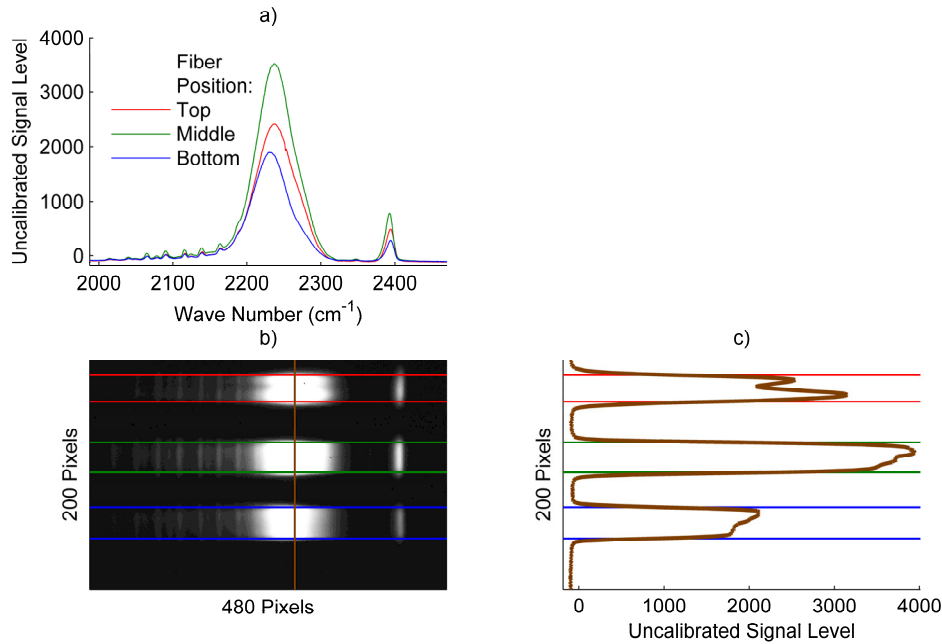 a)
Uncalibrated Signal Level
4000
3000
2000
1000
0
Fiber
Position:
Top
Middle
Bottom
2000 2100 2200 2300 2400
Wave Number (cm⁻¹)
b)
200 Pixels
480 Pixels
c)
200 Pixels
0 1000 2000 3000 4000
Uncalibrated Signal Level